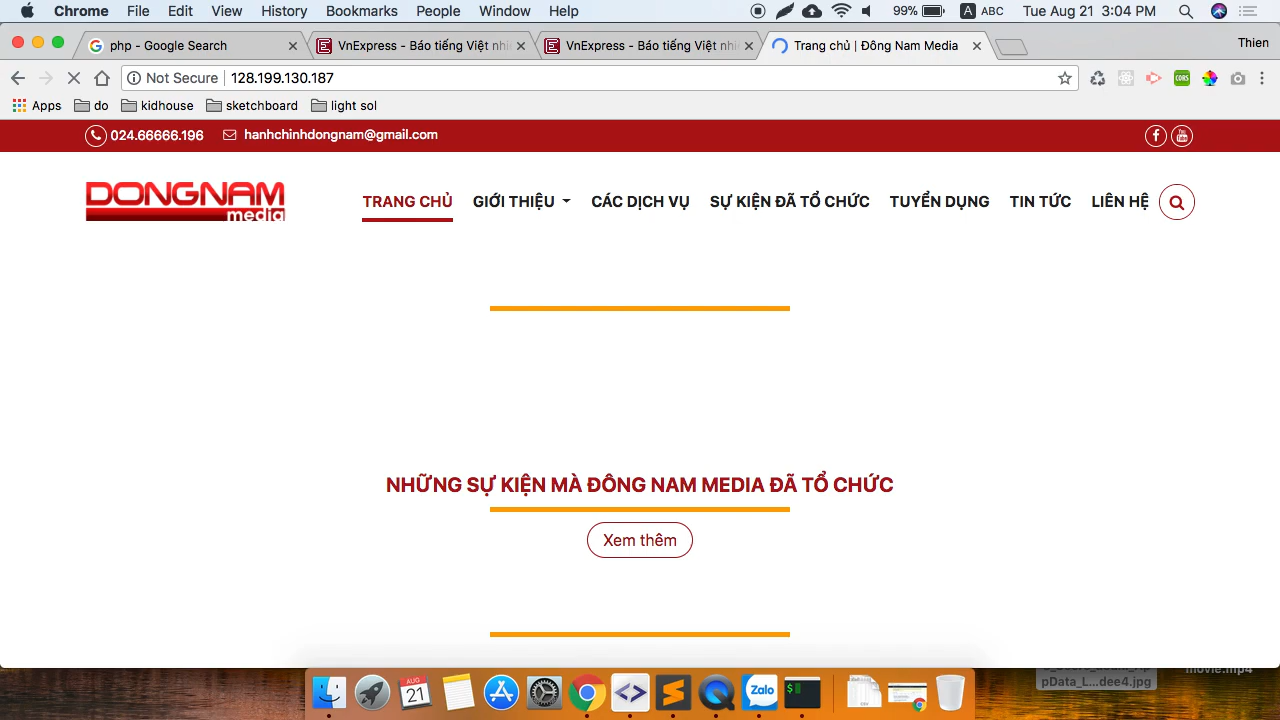 Chrome File Edit View History Bookmarks People Window Help 99% A ABC Tue Aug 21 3:04 PM
php - Google Search VnExpress - Báo tiếng Việt nhi VnExpress - Báo tiếng Việt nhi Trang chủ | Đông Nam Media Thien
Not Secure 128.199.130.187 CORS
Apps do kidhouse sketchboard light sol
024.66666.196 hanhchinhdongnam@gmail.com
DONGNAM
media
TRANG CHỦ GIỚI THIỆU CÁC DỊCH VỤ SỰ KIỆN ĐÃ TỔ CHỨC TUYỂN DỤNG TIN TỨC LIÊN HỆ
NHỮNG SỰ KIỆN MÀ ĐÔNG NAM MEDIA ĐÃ TỔ CHỨC
Xem thêm
movie.mp4
pData_L...dee4.jpg
AUG
21
Zalo